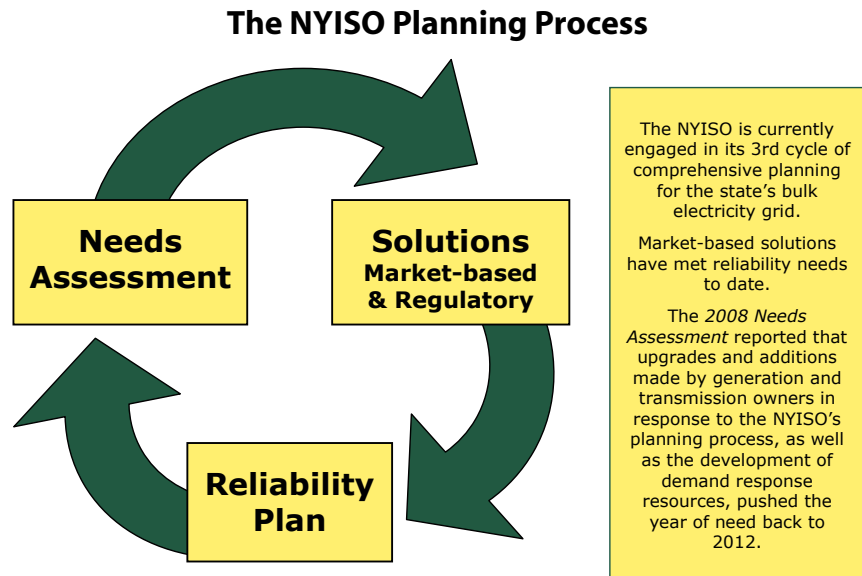 The NYISO Planning Process
Needs
Assessment
Solutions
Market-based
& Regulatory
Reliability
Plan
The NYISO is currently
engaged in its 3rd cycle of
comprehensive planning
for the state's bulk
electricity grid.
Market-based solutions
have met reliability needs
to date.
The 2008 Needs
Assessment reported that
upgrades and additions
made by generation and
transmission owners in
response to the NYISO's
planning process, as well
as the development of
demand response
resources, pushed the
year of need back to
2012.